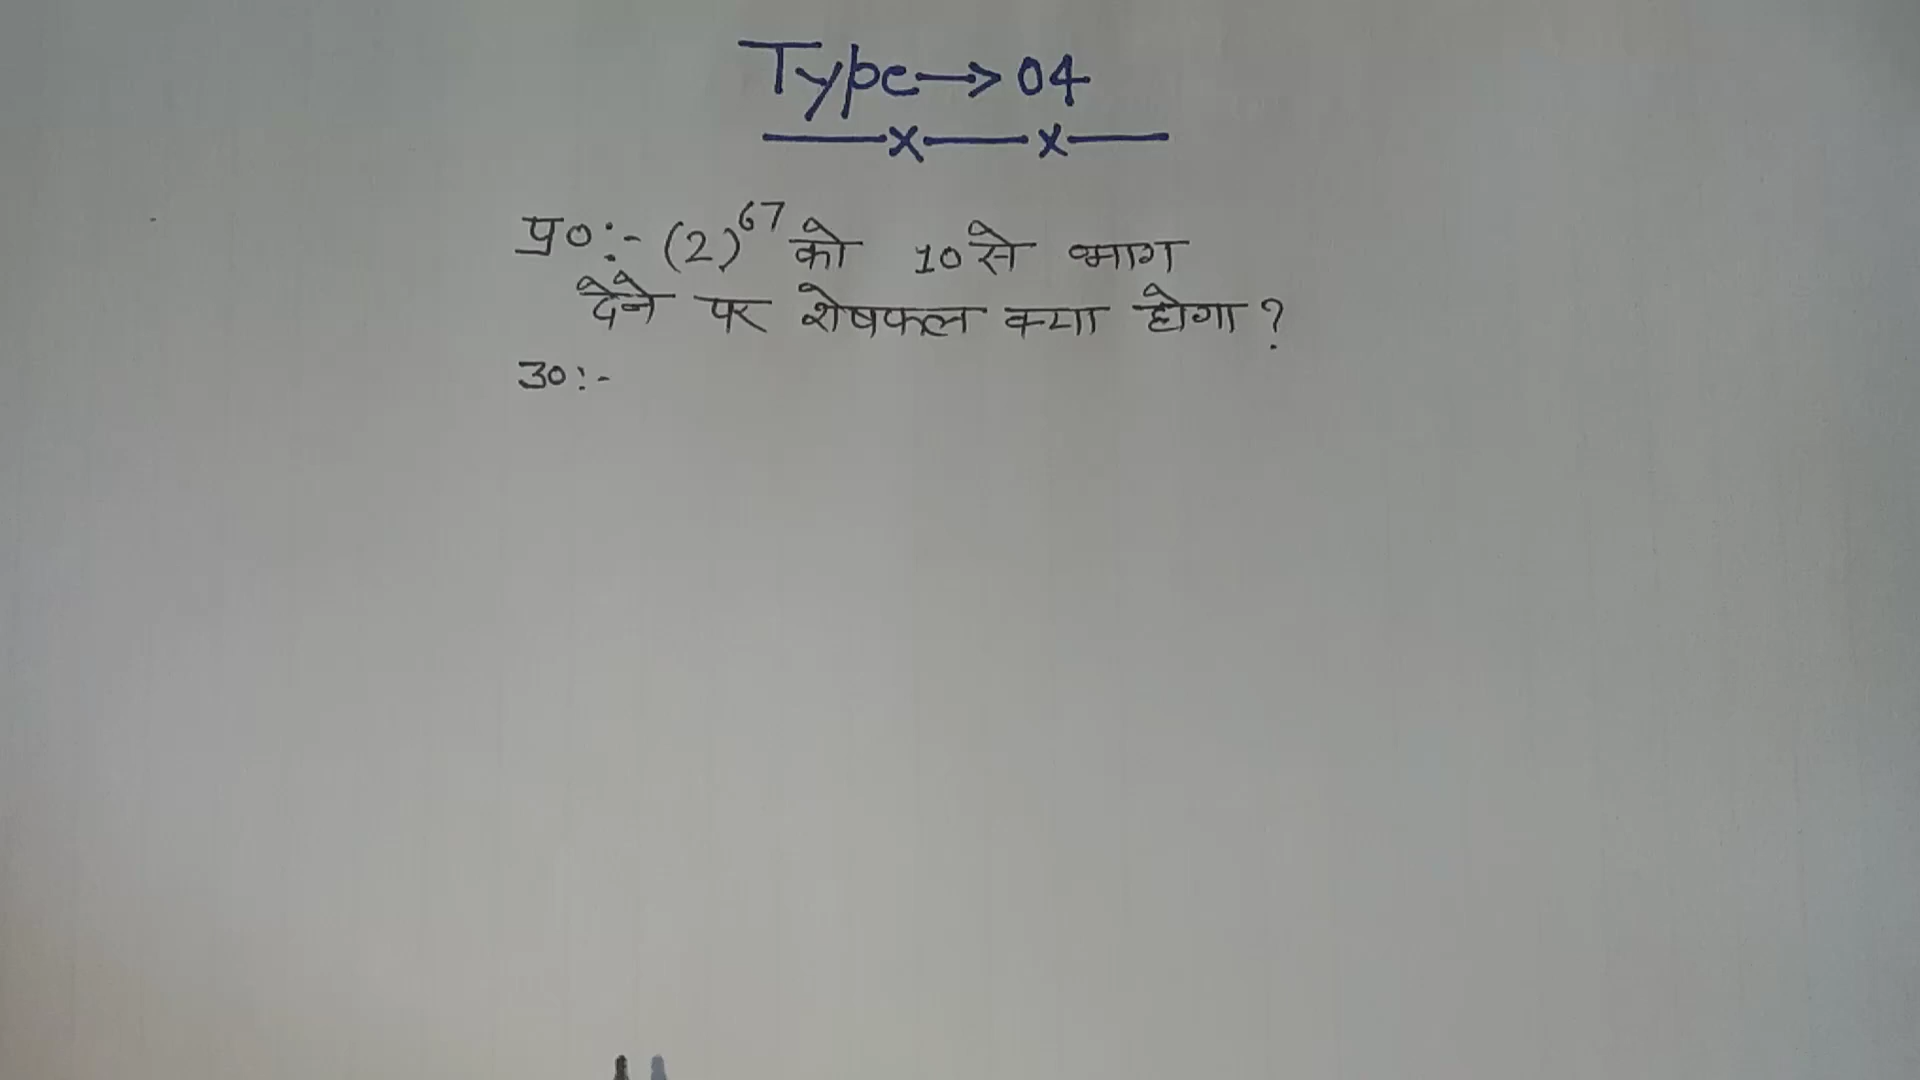 Type→04
—x—x—
प्र०:- (2)^67 को 10 से भाग
देने पर शेषफल क्या होगा?
उ०:-